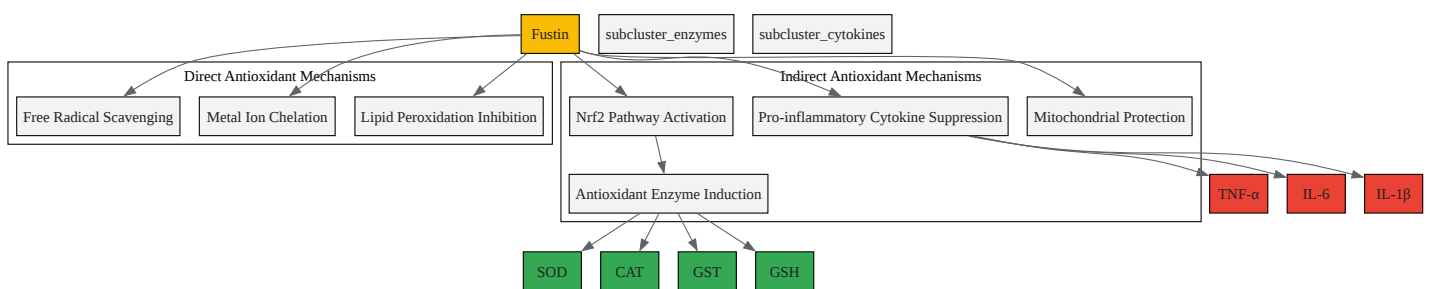 Fustin
subcluster_enzymes
subcluster_cytokines
Direct Antioxidant Mechanisms
Indirect Antioxidant Mechanisms
Free Radical Scavenging
Metal Ion Chelation
Lipid Peroxidation Inhibition
Nrf2 Pathway Activation
Pro-inflammatory Cytokine Suppression
Mitochondrial Protection
Antioxidant Enzyme Induction
TNF-α
IL-6
IL-1β
SOD
CAT
GST
GSH